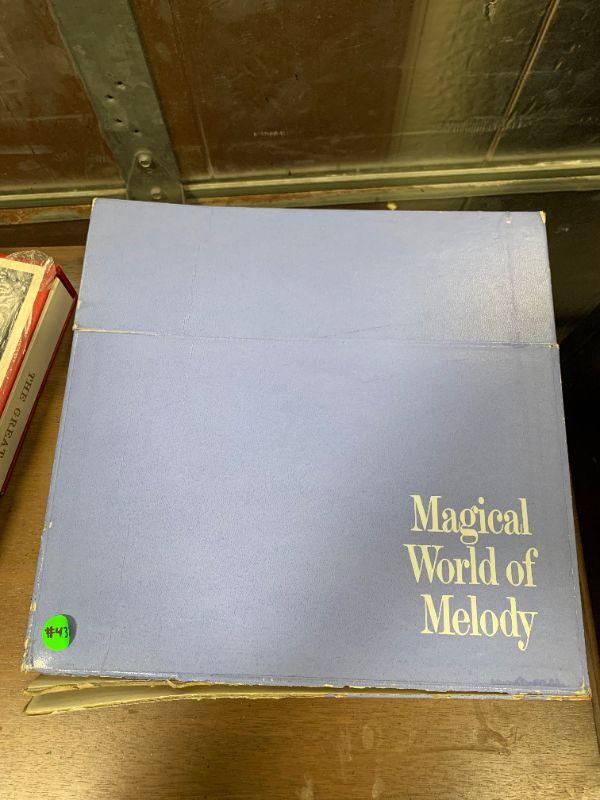 Magical
World of
Melody
#43
THE GREAT